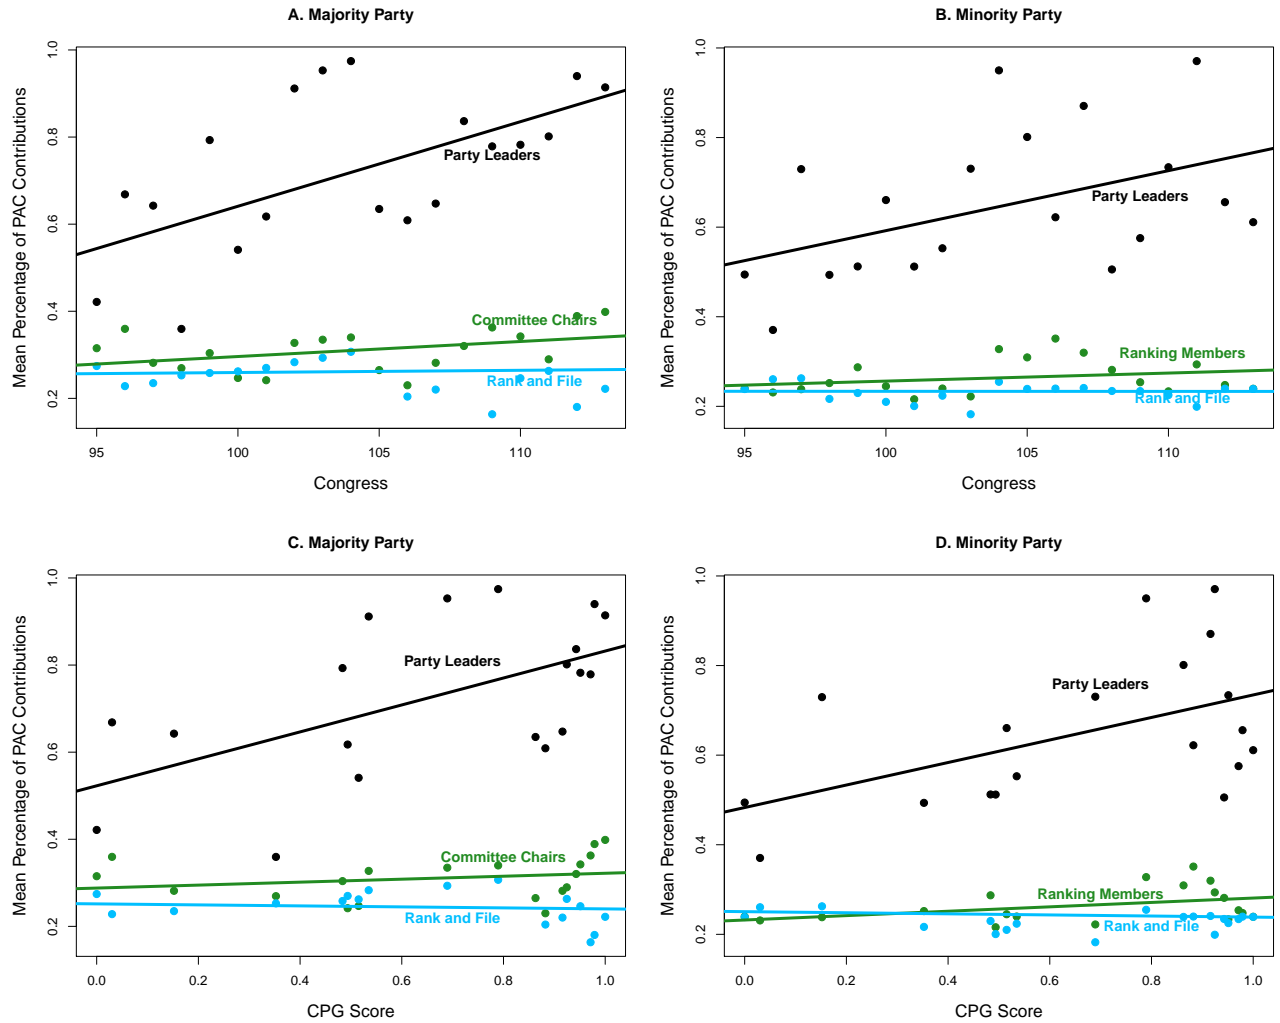 A. Majority Party
Mean Percentage of PAC Contributions
1.0
0.8
0.6
0.4
0.2
Party Leaders
Committee Chairs
Rank and File
95
100
105
110
Congress
B. Minority Party
Mean Percentage of PAC Contributions
1.0
0.8
0.6
0.4
0.2
Party Leaders
Ranking Members
Rank and File
95
100
105
110
Congress
C. Majority Party
Mean Percentage of PAC Contributions
1.0
0.8
0.6
0.4
0.2
Party Leaders
Committee Chairs
Rank and File
0.0
0.2
0.4
0.6
0.8
1.0
CPG Score
D. Minority Party
Mean Percentage of PAC Contributions
1.0
0.8
0.6
0.4
0.2
Party Leaders
Ranking Members
Rank and File
0.0
0.2
0.4
0.6
0.8
1.0
CPG Score